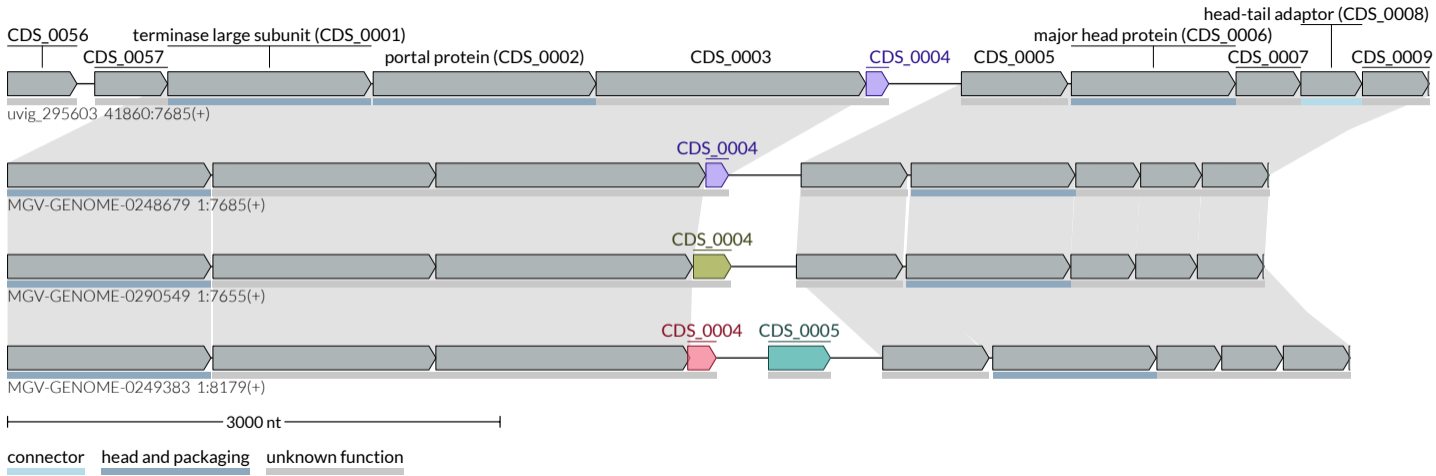 head-tail adaptor (CDS_0008)
CDS_0056 terminase large subunit (CDS_0001) major head protein (CDS_0006)
CDS_0057 portal protein (CDS_0002) CDS_0003 CDS_0004 CDS_0005 CDS_0007 CDS_0009
uvig_295603 41860:7685(+)
CDS_0004
MGV-GENOME-0248679 1:7685(+)
CDS_0004
MGV-GENOME-0290549 1:7655(+)
CDS_0004 CDS_0005
MGV-GENOME-0249383 1:8179(+)
3000 nt
connector head and packaging unknown function